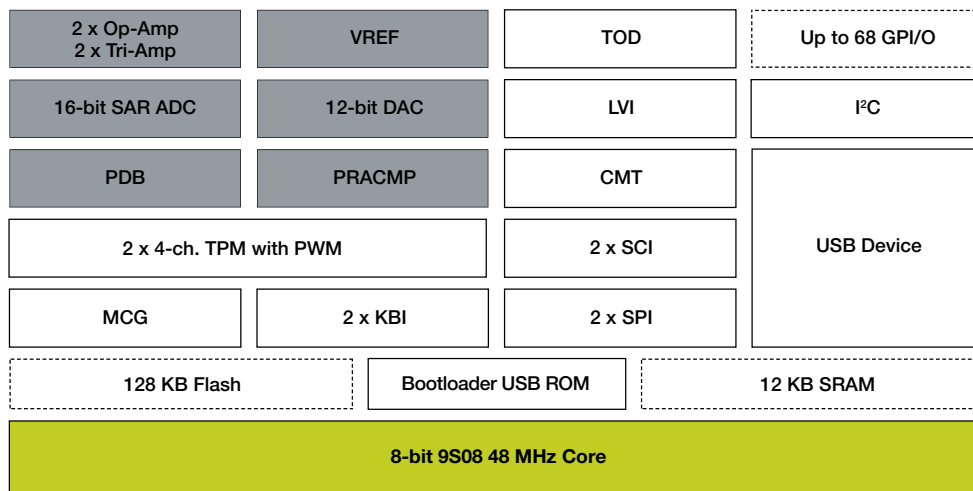 2 x Op-Amp
2 x Tri-Amp
VREF
TOD
Up to 68 GPI/O
16-bit SAR ADC
12-bit DAC
LVI
I²C
PDB
PRACMP
CMT
USB Device
2 x 4-ch. TPM with PWM
2 x SCI
MCG
2 x KBI
2 x SPI
128 KB Flash
Bootloader USB ROM
12 KB SRAM
8-bit 9S08 48 MHz Core